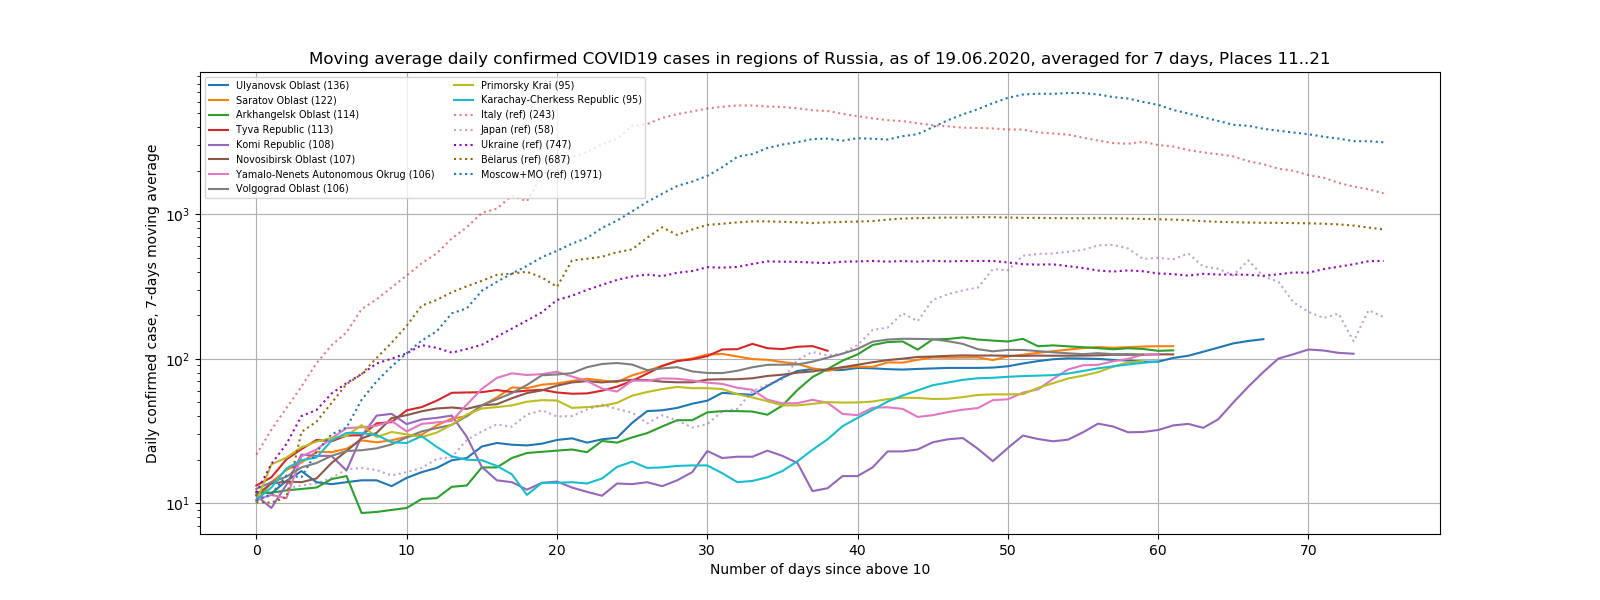 Moving average daily confirmed COVID19 cases in regions of Russia, as of 19.06.2020, averaged for 7 days, Places 11..21
Ulyanovsk Oblast (136)
Saratov Oblast (122)
Arkhangelsk Oblast (114)
Tyva Republic (113)
Komi Republic (108)
Novosibirsk Oblast (107)
Yamalo-Nenets Autonomous Okrug (106)
Volgograd Oblast (106)
Primorsky Krai (95)
Karachay-Cherkess Republic (95)
Italy (ref) (243)
Japan (ref) (58)
Ukraine (ref) (747)
Belarus (ref) (687)
Moscow+MO (ref) (1971)
Daily confirmed case, 7-days moving average
10³
10²
10¹
0 10 20 30 40 50 60 70
Number of days since above 10